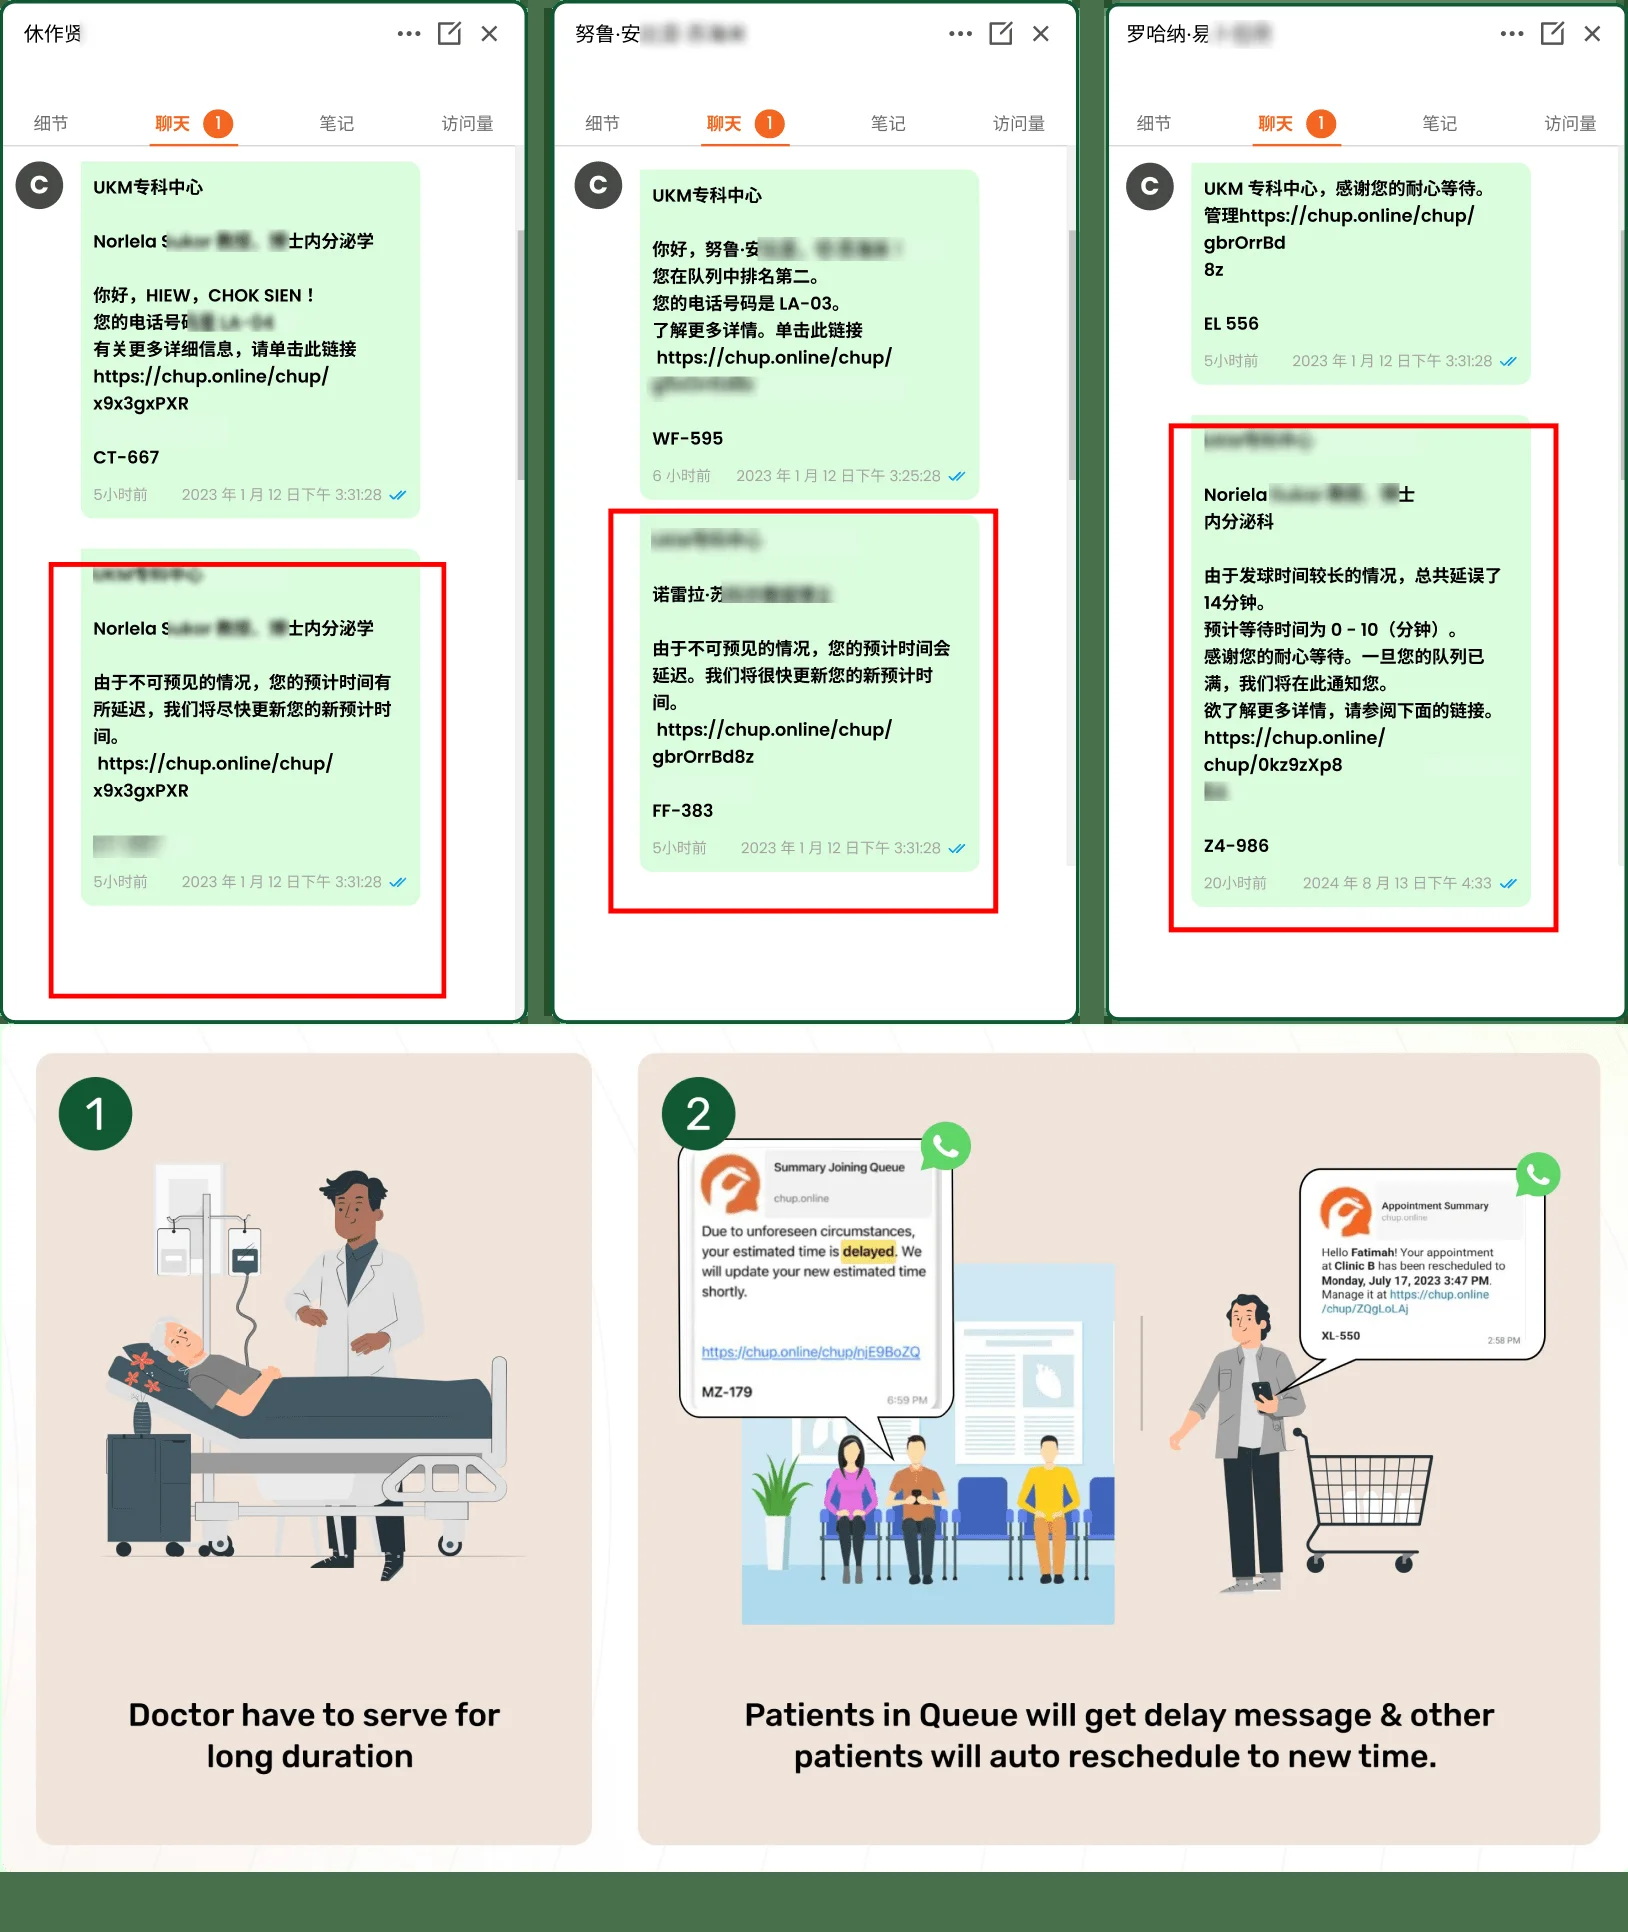 休作贤
细节 聊天 1 笔记 访问量
C
UKM专科中心
Norlela S 士内分泌学
你好，HIEW，CHOK SIEN！
您的电话号
有关更多详细信息，请单击此链接
https://chup.online/chup/
x9x3gxPXR
CT-667
5小时前 2023 年 1 月 12 日下午 3:31:28
Norlela S 士内分泌学
由于不可预见的情况，您的预计时间有
所延迟，我们将尽快更新您的新预计时
间。
https://chup.online/chup/
x9x3gxPXR
5小时前 2023 年 1 月 12 日下午 3:31:28
努鲁·安
细节 聊天 1 笔记 访问量
C
UKM专科中心
你好，努鲁·安
您在队列中排名第二。
您的电话号码是 LA-03。
了解更多详情。单击此链接
https://chup.online/chup/
WF-595
6 小时前 2023 年 1 月 12 日下午 3:25:28
诺雷拉·苏
由于不可预见的情况，您的预计时间会
延迟。我们将很快更新您的新预计时
间。
https://chup.online/chup/
gbrOrrBd8z
FF-383
5小时前 2023 年 1 月 12 日下午 3:31:28
罗哈纳·易
细节 聊天 1 笔记 访问量
C
UKM 专科中心，感谢您的耐心等待。
管理https://chup.online/chup/
gbrOrrBd
8z
EL 556
5小时前 2023 年 1 月 12 日下午 3:31:28
Noriela 士
内分泌科
由于发球时间较长的情况，总共延误了
14分钟。
预计等待时间为 0 - 10（分钟）。
感谢您的耐心等待。一旦您的队列已
满，我们将在此通知您。
欲了解更多详情，请参阅下面的链接。
https://chup.online/
chup/0kz9zXp8
Z4-986
20小时前 2024 年 8 月 13 日下午 4:33
1
Doctor have to serve for
long duration
2
Summary Joining Queue
chup.online
Due to unforeseen circumstances,
your estimated time is delayed. We
will update your new estimated time
shortly.
https://chup.online/chup/njE9BoZQ
MZ-179
6:59 PM
Appointment Summary
chup.online
Hello Fatimah! Your appointment
at Clinic B has been rescheduled to
Monday, July 17, 2023 3:47 PM.
Manage it at https://chup.online
/chup/ZQgLoLAj
XL-550
2:58 PM
Patients in Queue will get delay message & other
patients will auto reschedule to new time.